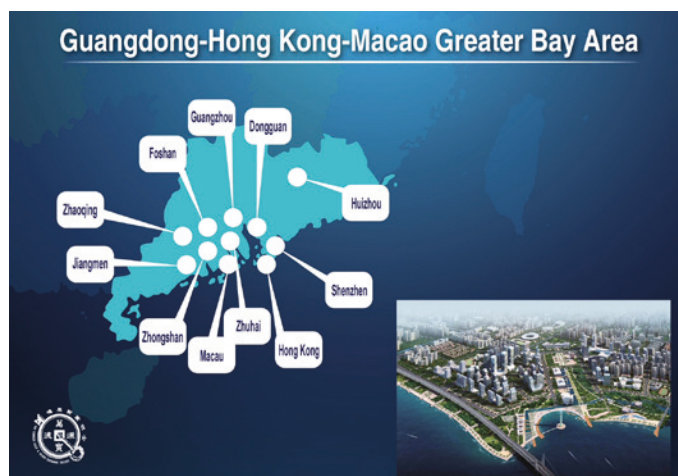 Guangdong-Hong Kong-Macao Greater Bay Area
Guangzhou
Dongguan
Foshan
Huizhou
Zhaoqing
Jiangmen
Shenzhen
Zhongshan
Zhuhai
Macau
Hong Kong